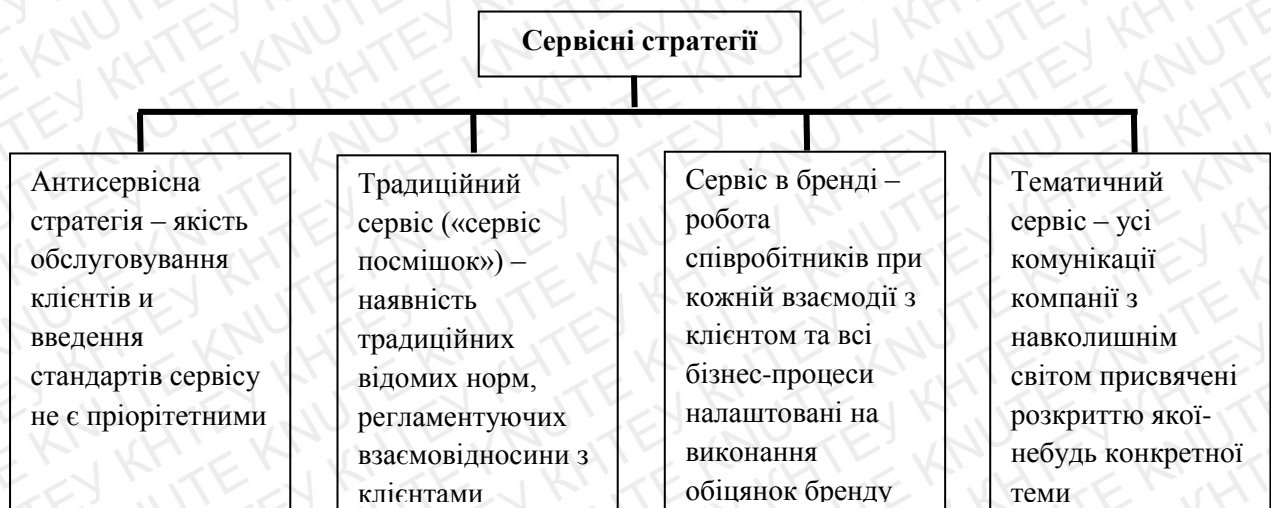 Сервісні стратегії
Антисервісна
стратегія – якість
обслуговування
клієнтів и
введення
стандартів сервісу
не є пріорітетними
Традиційний
сервіс («сервіс
посмішок») –
наявність
традиційних
відомих норм,
регламентуючих
взаємовідносини з
клієнтами
Сервіс в бренді –
робота
співробітників при
кожній взаємодії з
клієнтом та всі
бізнес-процеси
налаштовані на
виконання
обіцянок бренду
Тематичний
сервіс – усі
комунікації
компанії з
навколишнім
світом присвячені
розкриттю якої-
небудь конкретної
теми